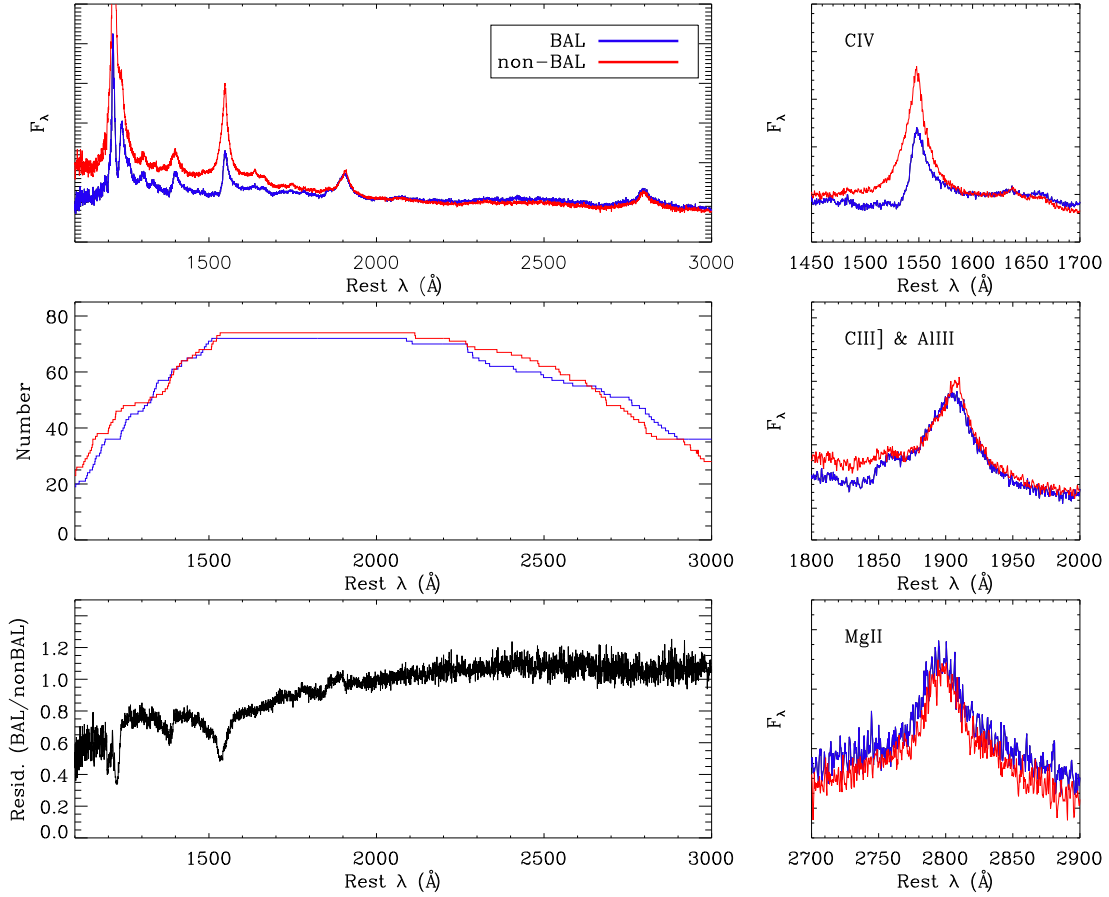 BAL
non-BAL
F_λ
1500 2000 2500 3000
Rest λ (Å)
CIV
F_λ
1450 1500 1550 1600 1650 1700
Rest λ (Å)
80
60
40
20
0
Number
1500 2000 2500 3000
Rest λ (Å)
CIII] & AlIII
F_λ
1800 1850 1900 1950 2000
Rest λ (Å)
1.2
1.0
0.8
0.6
0.4
0.2
0.0
Resid. (BAL/nonBAL)
1500 2000 2500 3000
Rest λ (Å)
MgII
F_λ
2700 2750 2800 2850 2900
Rest λ (Å)